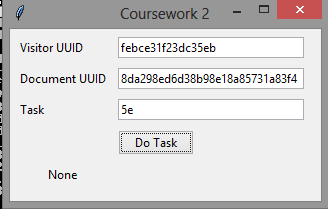 Coursework 2
Visitor UUID febce31f23dc35eb
Document UUID 8da298ed6d38b98e18a85731a83f4
Task 5e
Do Task
None